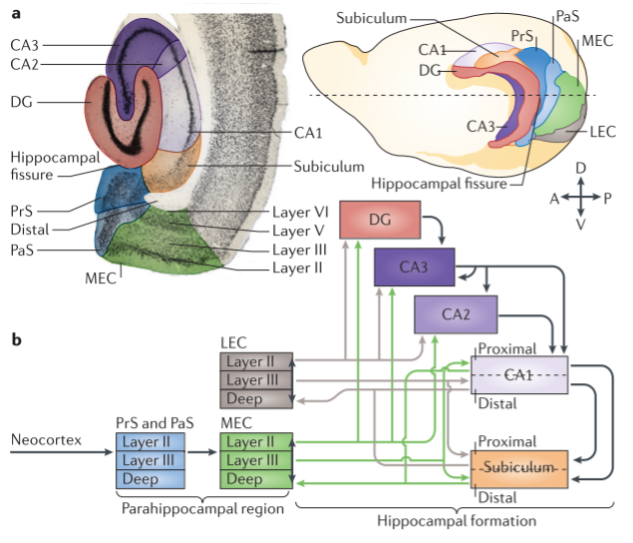 a
CA3
CA2
DG
Hippocampal
fissure
PrS
Distal
PaS
MEC
CA1
Subiculum
Layer VI
Layer V
Layer III
Layer II
Subiculum
CA1
DG
PrS
PaS
MEC
CA3
LEC
Hippocampal fissure
D
A
P
V
b
DG
CA3
CA2
Proximal
CA1
Distal
LEC
Layer II
Layer III
Deep
Neocortex
PrS and PaS
Layer II
Layer III
Deep
MEC
Layer II
Layer III
Deep
Proximal
Subiculum
Distal
Parahippocampal region
Hippocampal formation